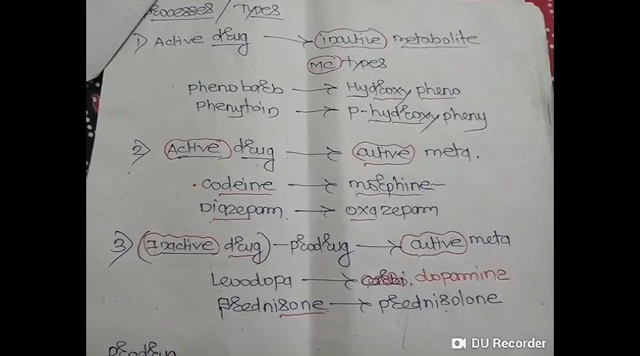 Processes / Types
1) Active drug → inactive metabolite
MC types
phenobarb → Hydroxy pheno
phenytoin → p-hydroxy pheny
2) Active drug → active meta.
codeine → morphine
Diazepam → oxazepam
3) (Inactive drug) - prodrug → active meta
Levodopa → dopamine
prednisone → prednisolone
prodrug
DU Recorder